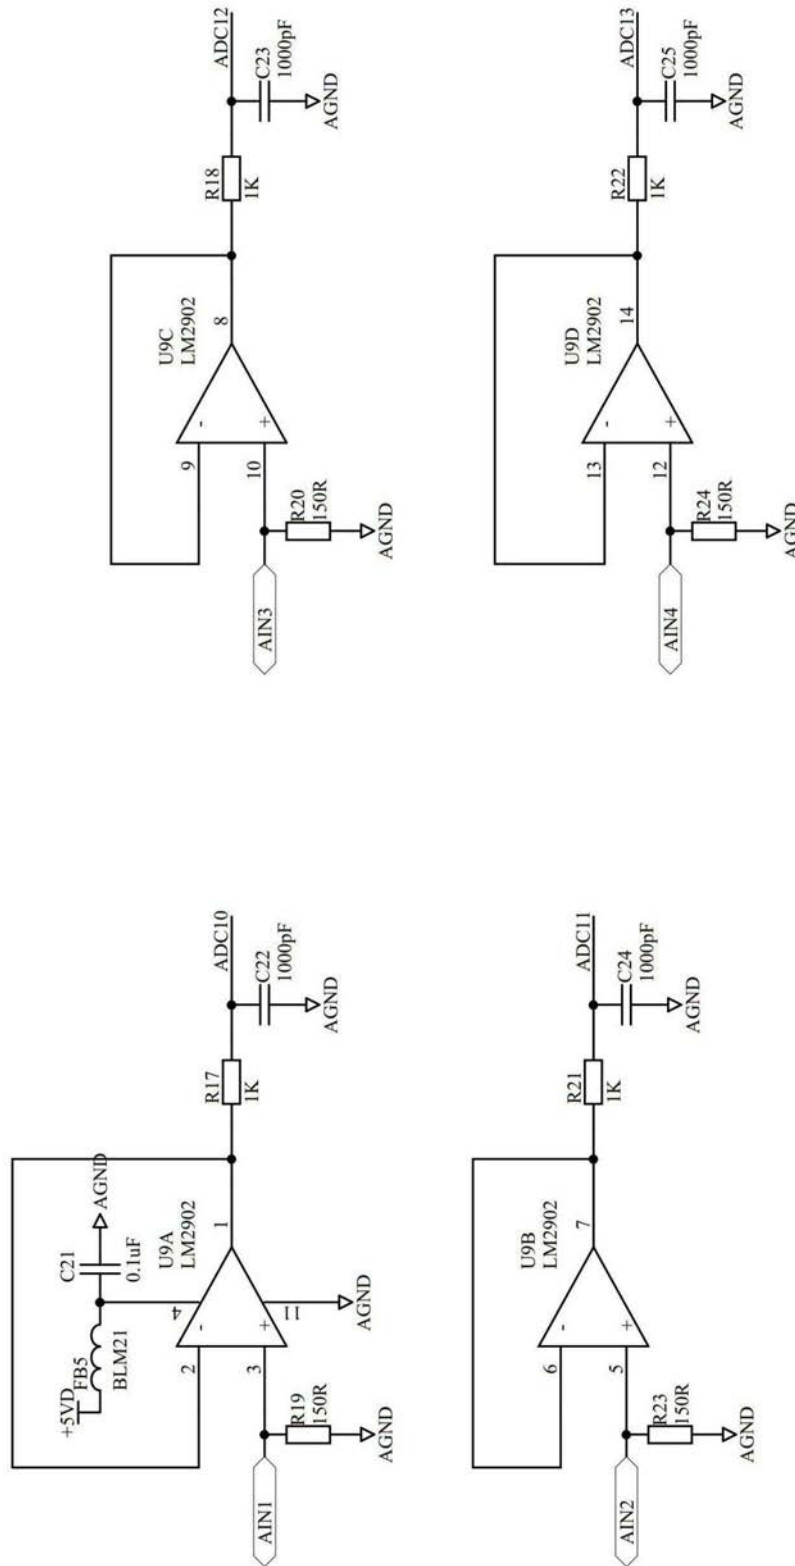 +5VD
FB5
BLM21
C21
0.1uF
AGND
AIN1
R19
150R
AGND
2
3
-
+
4
11
AGND
U9A
LM2902
1
R17
1K
ADC10
C22
1000pF
AGND
AIN3
R20
150R
AGND
9
10
-
+
U9C
LM2902
8
R18
1K
ADC12
C23
1000pF
AGND
AIN2
R23
150R
AGND
6
5
-
+
U9B
LM2902
7
R21
1K
ADC11
C24
1000pF
AGND
AIN4
R24
150R
AGND
13
12
-
+
U9D
LM2902
14
R22
1K
ADC13
C25
1000pF
AGND